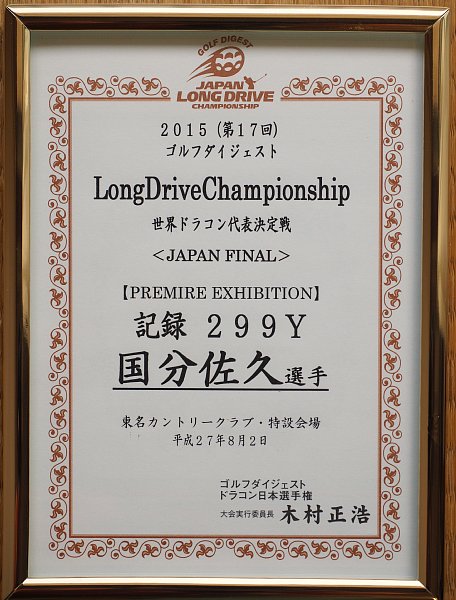 GOLF DIGEST
JAPAN
LONG DRIVE
CHAMPIONSHIP
2015 (第17回)
ゴルフダイジェスト
LongDriveChampionship
世界ドラコン代表決定戦
＜JAPAN FINAL＞
【PREMIRE EXHIBITION】
記録 299Y
国分佐久選手
東名カントリークラブ・特設会場
平成27年8月2日
ゴルフダイジェスト
ドラコン日本選手権
大会実行委員長 木村正浩